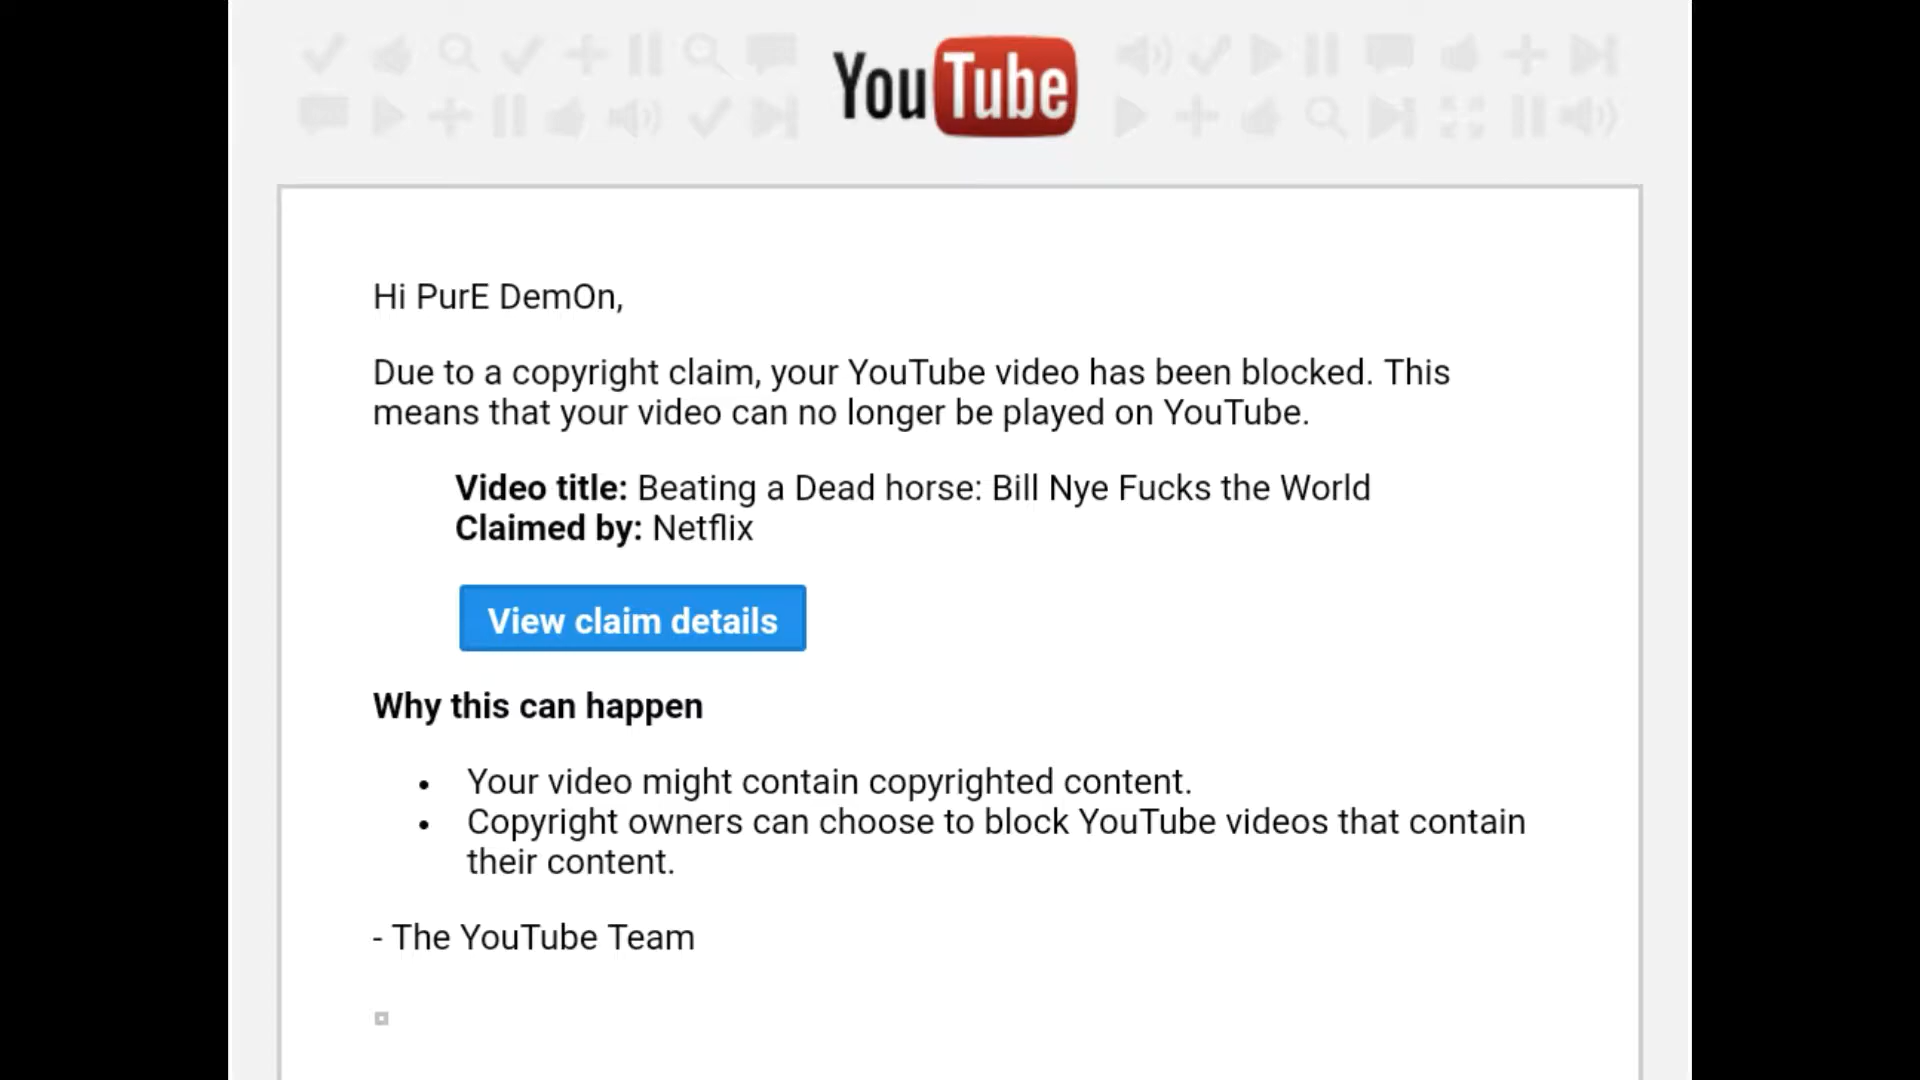 YouTube
Hi PurE DemOn,
Due to a copyright claim, your YouTube video has been blocked. This
means that your video can no longer be played on YouTube.
Video title: Beating a Dead horse: Bill Nye Fucks the World
Claimed by: Netflix
View claim details
Why this can happen
• Your video might contain copyrighted content.
• Copyright owners can choose to block YouTube videos that contain
their content.
- The YouTube Team